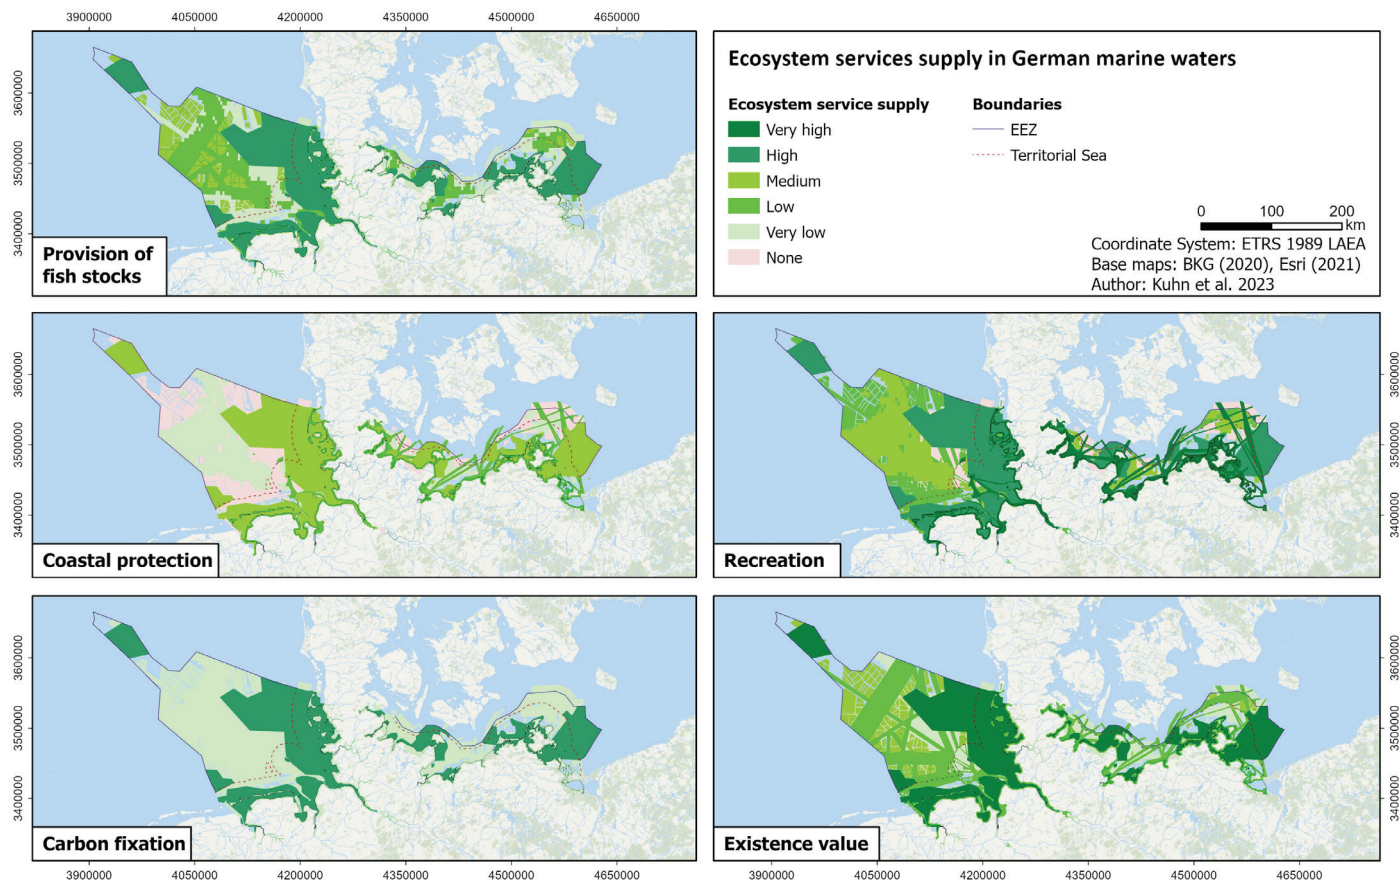 3900000 4050000 4200000 4350000 4500000 4650000
3600000
3500000
3400000
Provision of
fish stocks
Ecosystem services supply in German marine waters
Ecosystem service supply
Very high
High
Medium
Low
Very low
None
Boundaries
EEZ
Territorial Sea
0 100 200
km
Coordinate System: ETRS 1989 LAEA
Base maps: BKG (2020), Esri (2021)
Author: Kuhn et al. 2023
3600000
3500000
3400000
Coastal protection
Recreation
3600000
3500000
3400000
3600000
3500000
3400000
Carbon fixation
Existence value
3600000
3500000
3400000
3900000 4050000 4200000 4350000 4500000 4650000
3900000 4050000 4200000 4350000 4500000 4650000